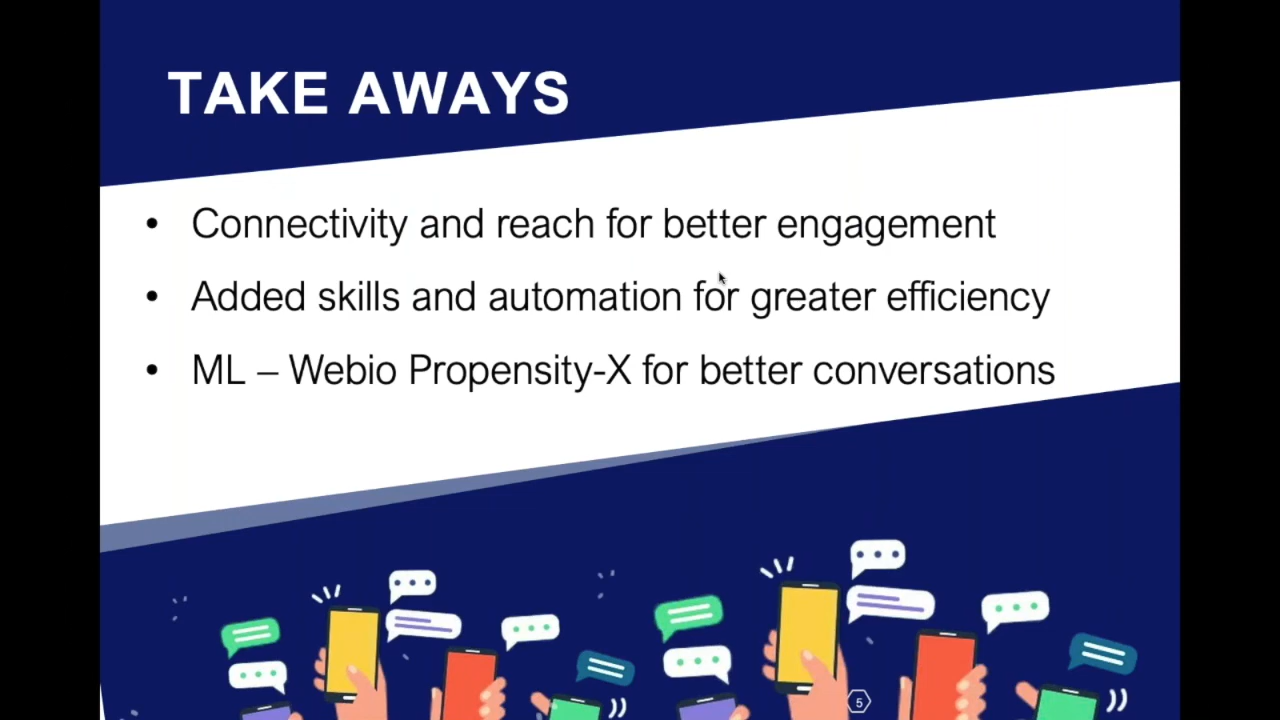 TAKE AWAYS
• Connectivity and reach for better engagement
• Added skills and automation for greater efficiency
• ML – Webio Propensity-X for better conversations
5